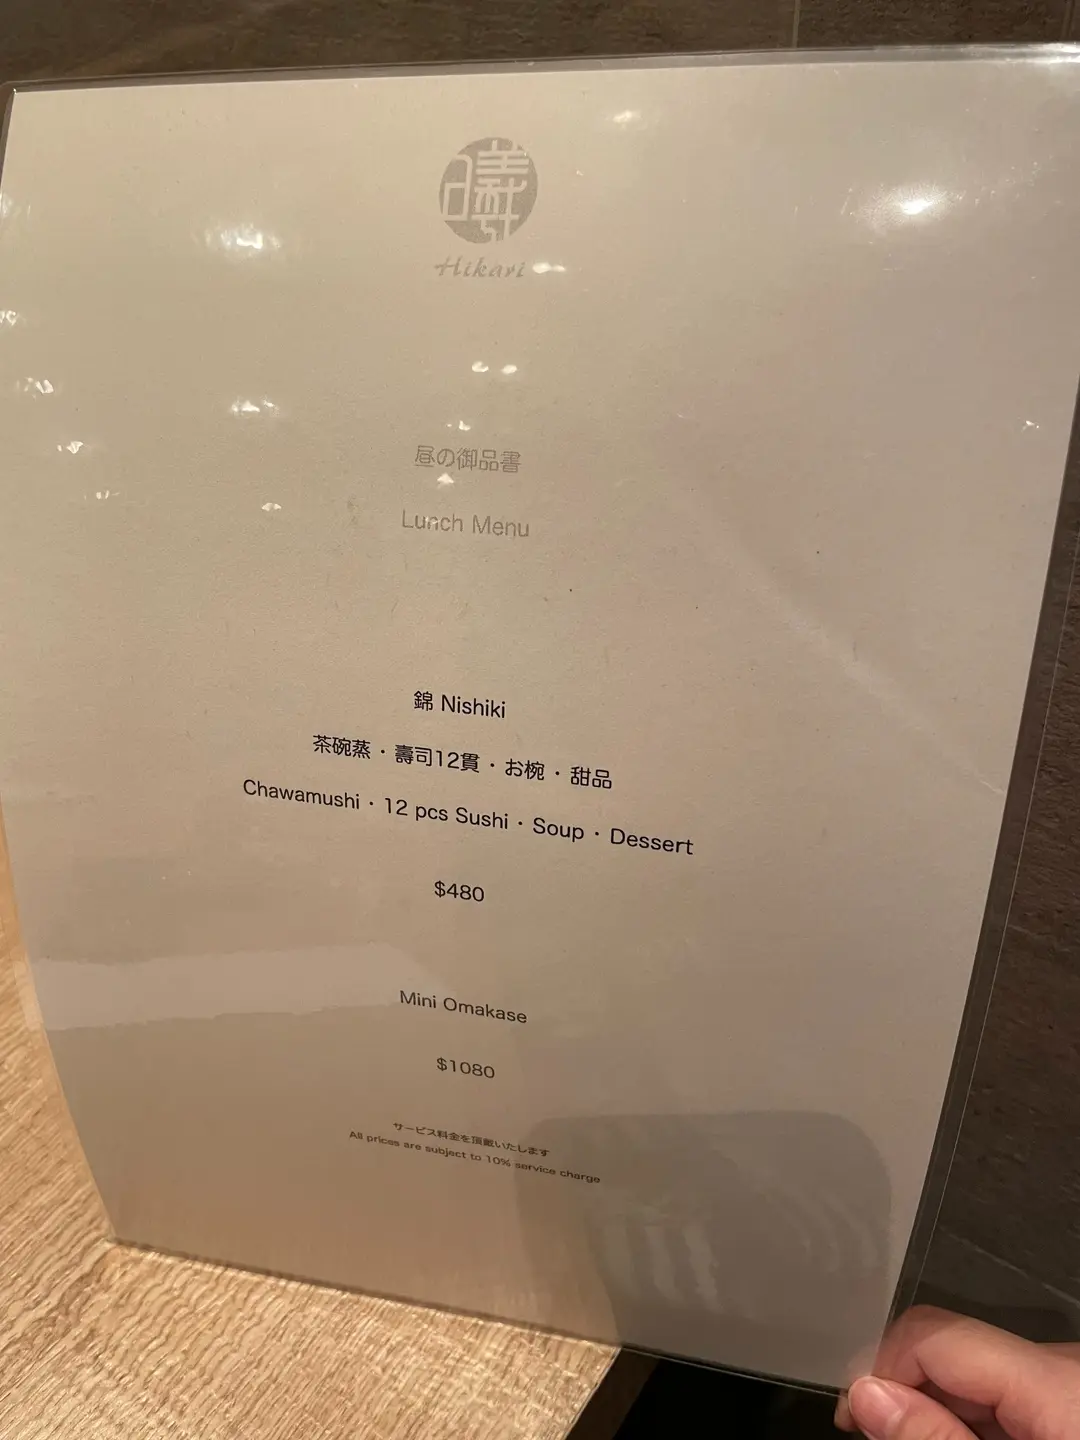 曦
Hikari
昼の御品書
Lunch Menu
錦 Nishiki
茶碗蒸・壽司12貫・お椀・甜品
Chawamushi・12 pcs Sushi・Soup・Dessert
$480
Mini Omakase
$1080
サービス料金を頂戴いたします
All prices are subject to 10% service charge